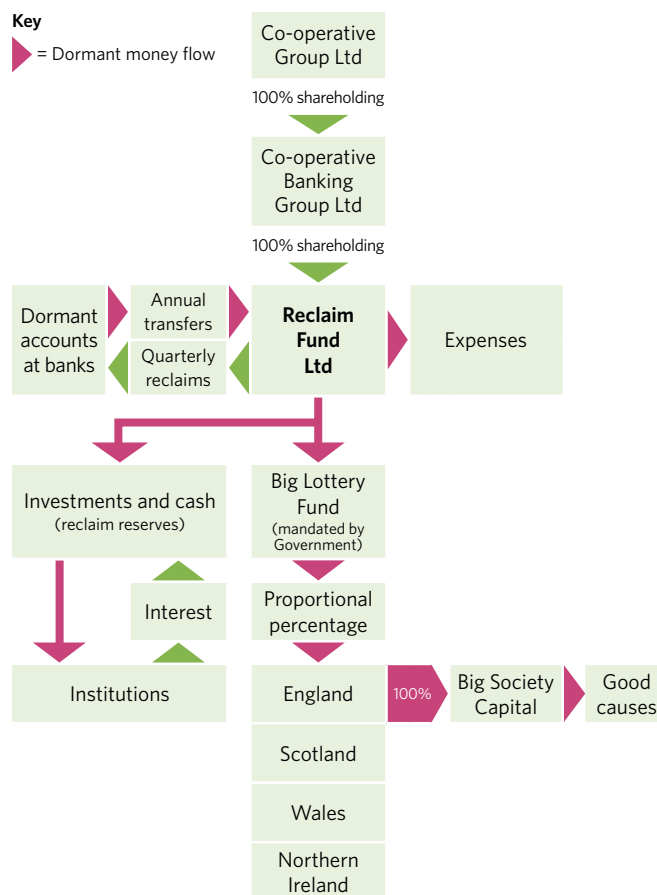 Key
= Dormant money flow
Co-operative
Group Ltd
100% shareholding
Co-operative
Banking
Group Ltd
100% shareholding
Dormant
accounts
at banks
Annual
transfers
Quarterly
reclaims
Reclaim
Fund
Ltd
Expenses
Investments and cash
(reclaim reserves)
Big Lottery
Fund
(mandated by
Government)
Interest
Proportional
percentage
Institutions
England
100%
Big Society
Capital
Good
causes
Scotland
Wales
Northern
Ireland